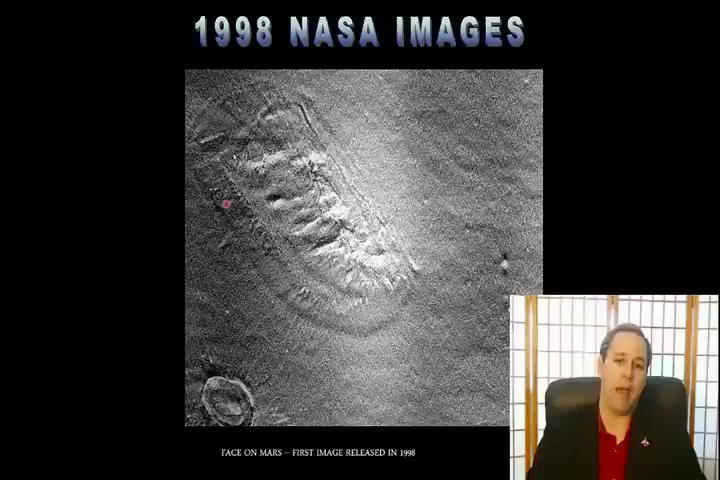 1998 NASA IMAGES
FACE ON MARS -- FIRST IMAGE RELEASED IN 1998